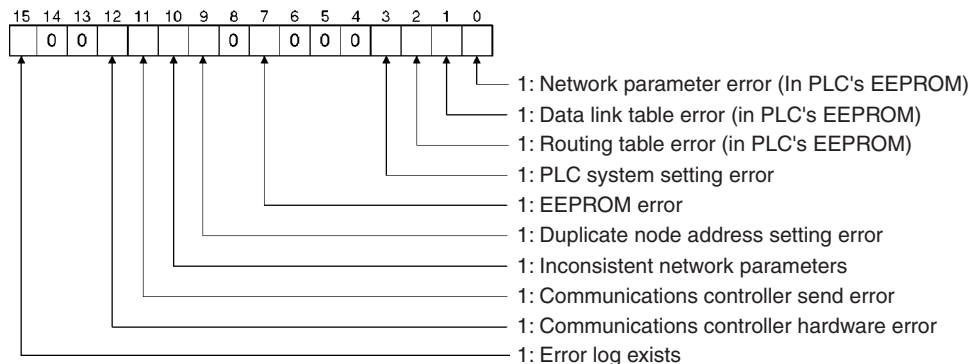 15 14 13 12 11 10 9 8 7 6 5 4 3 2 1 0
0 0 0 0 0 0
1: Network parameter error (In PLC's EEPROM)
1: Data link table error (in PLC's EEPROM)
1: Routing table error (in PLC's EEPROM)
1: PLC system setting error
1: EEPROM error
1: Duplicate node address setting error
1: Inconsistent network parameters
1: Communications controller send error
1: Communications controller hardware error
1: Error log exists